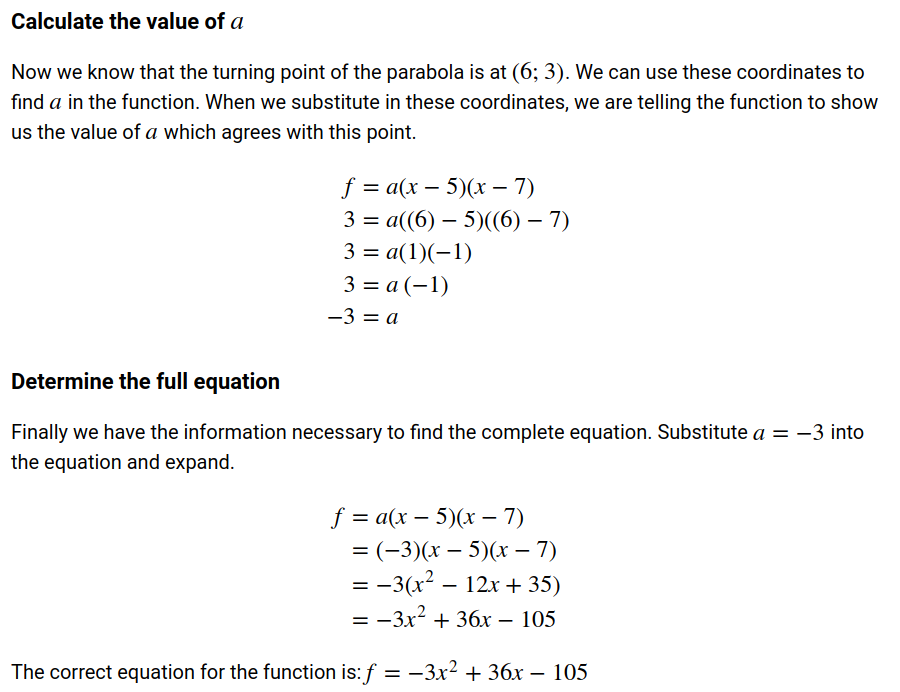 Calculate the value of a
Now we know that the turning point of the parabola is at (6; 3). We can use these coordinates to
find a in the function. When we substitute in these coordinates, we are telling the function to show
us the value of a which agrees with this point.
f = a(x − 5)(x − 7)
3 = a((6) − 5)((6) − 7)
3 = a(1)(−1)
3 = a (−1)
−3 = a
Determine the full equation
Finally we have the information necessary to find the complete equation. Substitute a = −3 into
the equation and expand.
f = a(x − 5)(x − 7)
= (−3)(x − 5)(x − 7)
= −3(x² − 12x + 35)
= −3x² + 36x − 105
The correct equation for the function is: f = −3x² + 36x − 105